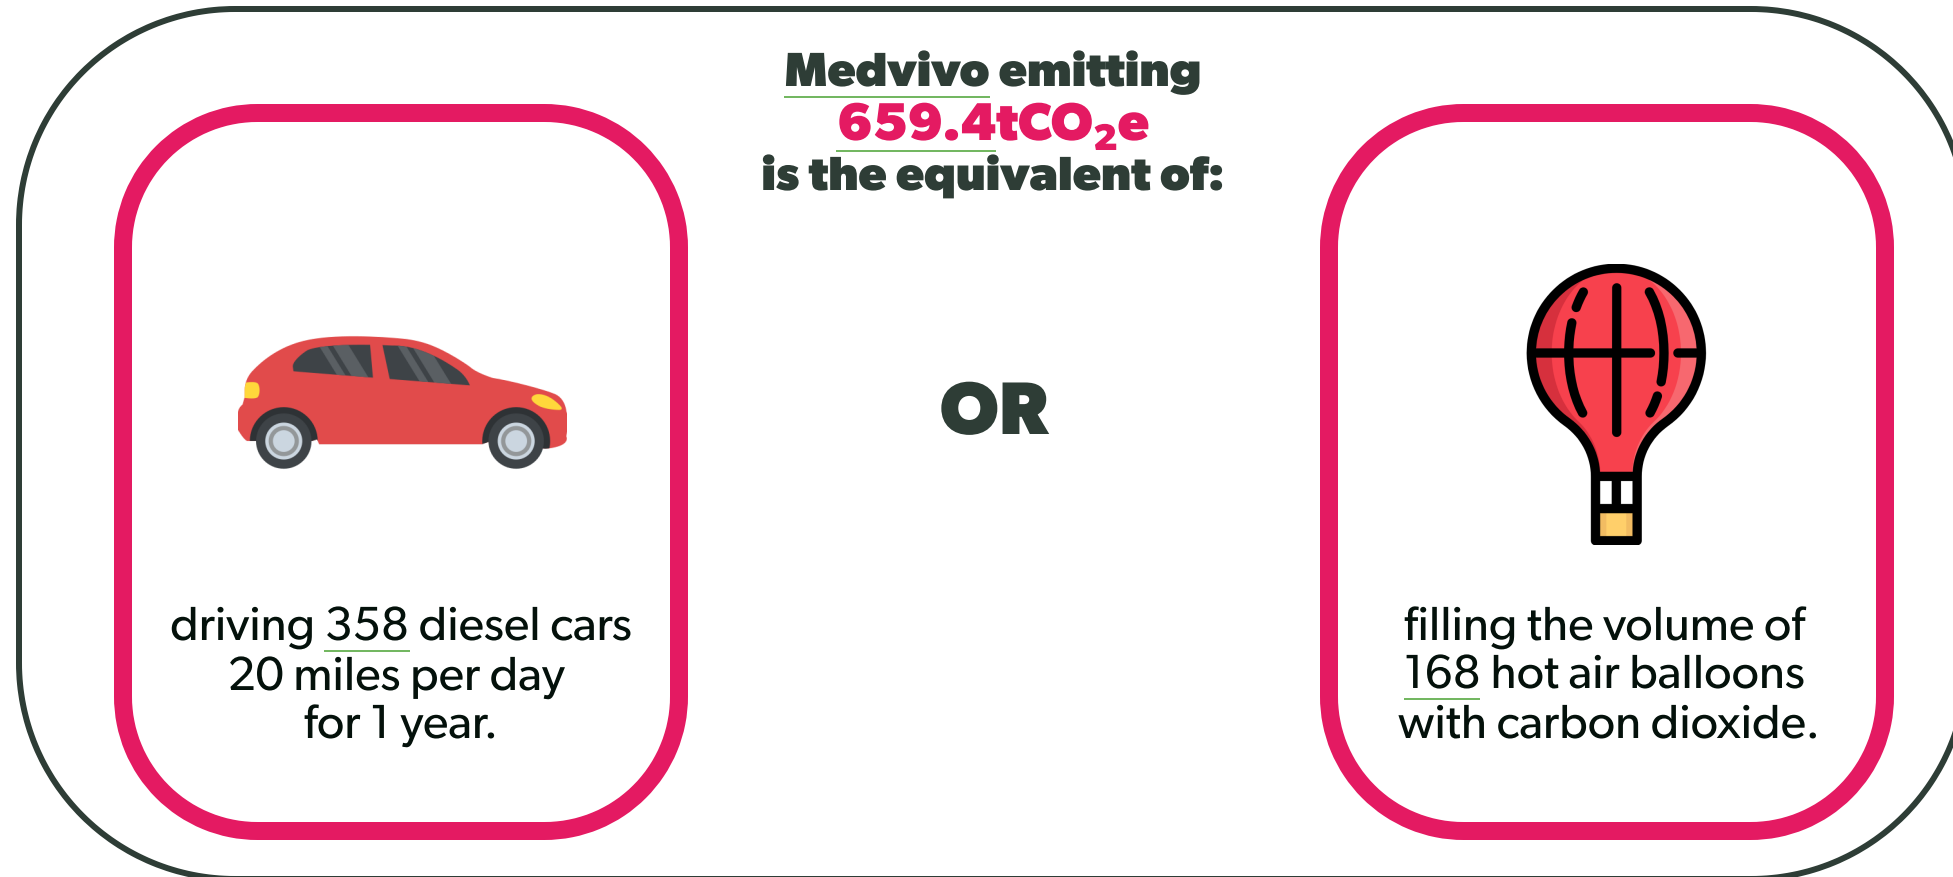 Medvivo emitting
659.4tCO₂e
is the equivalent of:
OR
driving 358 diesel cars
20 miles per day
for 1 year.
filling the volume of
168 hot air balloons
with carbon dioxide.